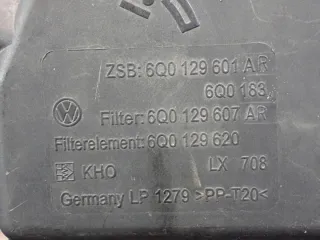 ZSB: 6Q0 129 601 AR
6Q0 183
Filter: 6Q0 129 607 AR
Filterelement: 6Q0 129 620
KHO LX 708
Germany LP 1279 >PP-T20<